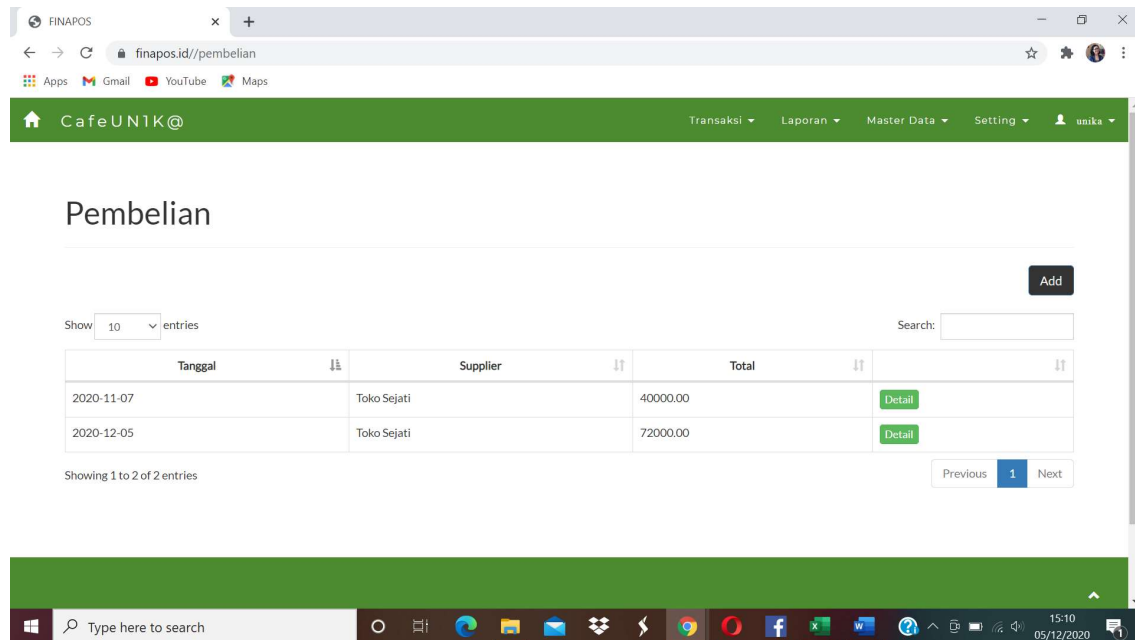 FINAPOS
finapos.id//pembelian
Apps Gmail YouTube Maps
CafeUN1K@ Transaksi Laporan Master Data Setting unika
Pembelian
Add
Show 10 entries Search:
Tanggal Supplier Total
2020-11-07 Toko Sejati 40000.00 Detail
2020-12-05 Toko Sejati 72000.00 Detail
Showing 1 to 2 of 2 entries Previous 1 Next
Type here to search 15:10
05/12/2020